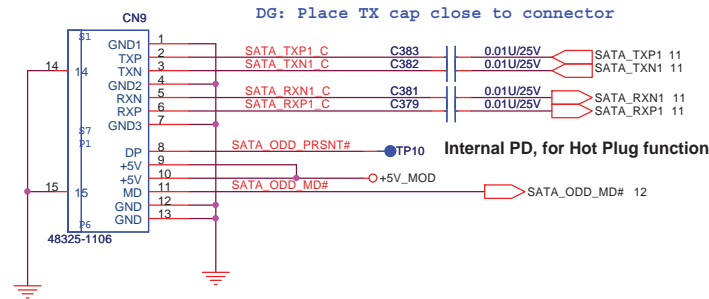 DG: Place TX cap close to connector
CN9
S1
GND1 1
TXP 2 SATA_TXP1_C C383 0.01U/25V SATA_TXP1 11
14 14 TXN 3 SATA_TXN1_C C382 0.01U/25V SATA_TXN1 11
GND2 4
RXN 5 SATA_RXN1_C C381 0.01U/25V SATA_RXN1 11
RXP 6 SATA_RXP1_C C379 0.01U/25V SATA_RXP1 11
GND3 7
S7
P1
DP 8 SATA_ODD_PRSNT# TP10 Internal PD, for Hot Plug function
+5V 9
+5V 10 +5V_MOD
15 15 MD 11 SATA_ODD_MD# SATA_ODD_MD# 12
GND 12
GND 13
P6
48325-1106